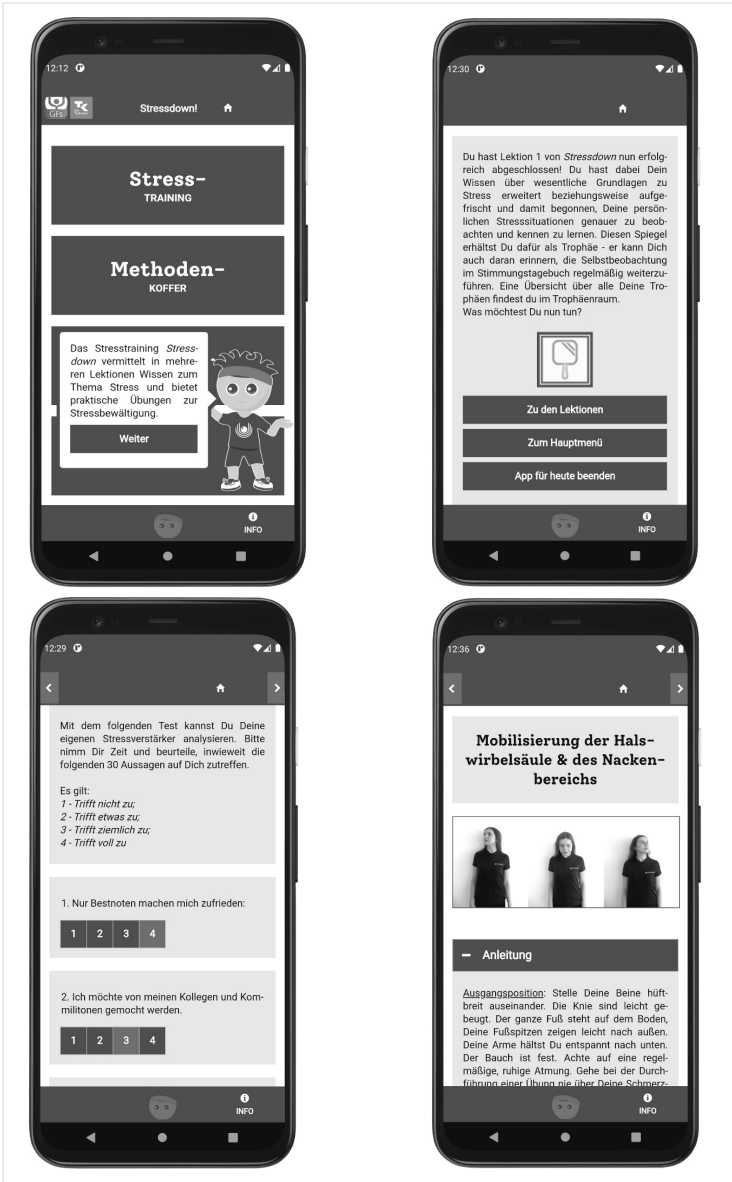 12:12
GFs
TK
Stressdown!
Stress-
TRAINING
Methoden-
KOFFER
Das Stresstraining Stress-
down vermittelt in mehre-
ren Lektionen Wissen zum
Thema Stress und bietet
praktische Übungen zur
Stressbewältigung.
Weiter
INFO
12:30
Du hast Lektion 1 von Stressdown nun erfolg-
reich abgeschlossen! Du hast dabei Dein
Wissen über wesentliche Grundlagen zu
Stress erweitert beziehungsweise aufge-
frischt und damit begonnen, Deine persön-
lichen Stresssituationen genauer zu beob-
achten und kennen zu lernen. Diesen Spiegel
erhältst Du dafür als Trophäe - er kann Dich
auch daran erinnern, die Selbstbeobachtung
im Stimmungstagebuch regelmäßig weiterzu-
führen. Eine Übersicht über alle Deine Tro-
phäen findest du im Trophäenraum.
Was möchtest Du nun tun?
Zu den Lektionen
Zum Hauptmenü
App für heute beenden
INFO
12:29
Mit dem folgenden Test kannst Du Deine
eigenen Stressverstärker analysieren. Bitte
nimm Dir Zeit und beurteile, inwieweit die
folgenden 30 Aussagen auf Dich zutreffen.
Es gilt:
1 - Trifft nicht zu;
2 - Trifft etwas zu;
3 - Trifft ziemlich zu;
4 - Trifft voll zu
1. Nur Bestnoten machen mich zufrieden:
1 2 3 4
2. Ich möchte von meinen Kollegen und Kom-
militonen gemocht werden.
1 2 3 4
INFO
12:36
Mobilisierung der Hals-
wirbelsäule & des Nacken-
bereichs
Anleitung
Ausgangsposition: Stelle Deine Beine hüft-
breit auseinander. Die Knie sind leicht ge-
beugt. Der ganze Fuß steht auf dem Boden,
Deine Fußspitzen zeigen leicht nach außen.
Deine Arme hältst Du entspannt nach unten.
Der Bauch ist fest. Achte auf eine regel-
mäßige, ruhige Atmung. Gehe bei der Durch-
führung einer Übung nie über Deine Schmerz-
INFO